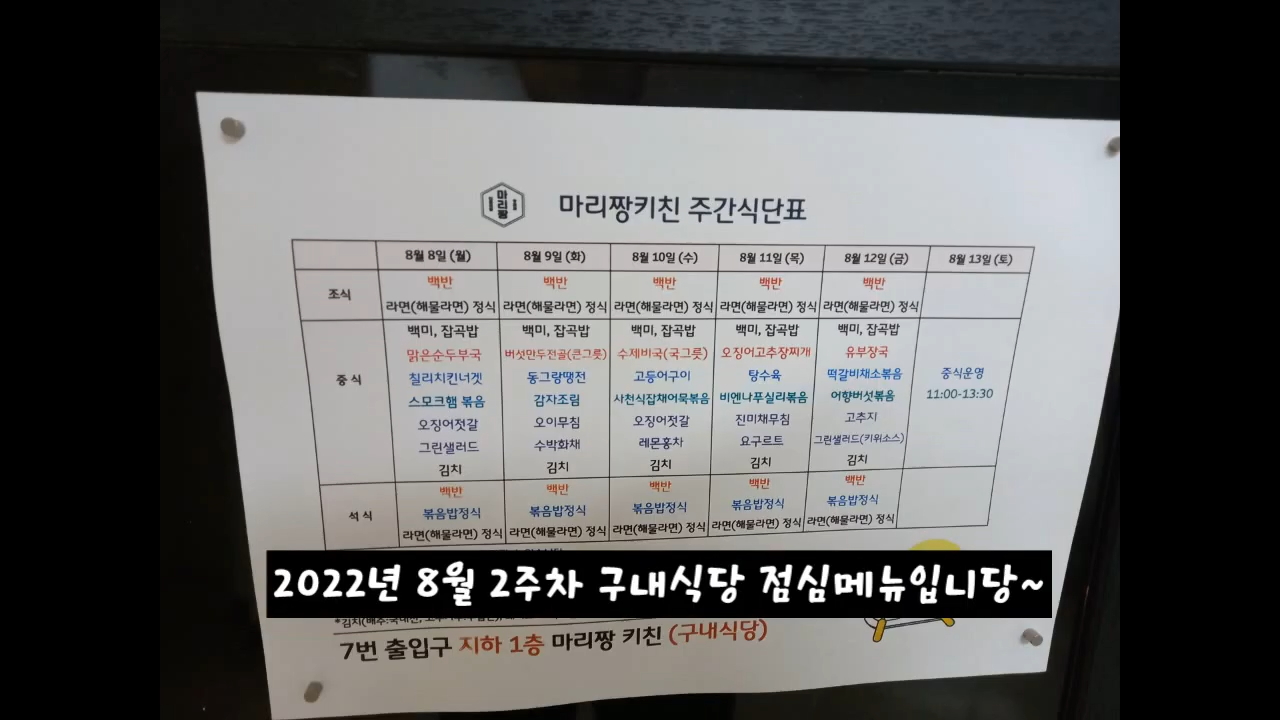 마리짱
마리짱키친 주간식단표
8월 8일 (월) 8월 9일 (화) 8월 10일 (수) 8월 11일 (목) 8월 12일 (금) 8월 13일 (토)
조식
백반 백반 백반 백반 백반
라면(해물라면) 정식 라면(해물라면) 정식 라면(해물라면) 정식 라면(해물라면) 정식 라면(해물라면) 정식
중식
백미, 잡곡밥 백미, 잡곡밥 백미, 잡곡밥 백미, 잡곡밥 백미, 잡곡밥
맑은순두부국 버섯만두전골(큰그릇) 수제비국(국그릇) 오징어고추장찌개 유부장국
칠리치킨너겟 동그랑땡전 고등어구이 탕수육 떡갈비채소볶음 중식운영
스모크햄 볶음 감자조림 사천식잡채어묵볶음 비엔나푸실리볶음 어향버섯볶음 11:00-13:30
오징어젓갈 오이무침 오징어젓갈 진미채무침 고추지
그린샐러드 수박화채 레몬홍차 요구르트 그린샐러드(키위소스)
김치 김치 김치 김치 김치
석식
백반 백반 백반 백반 백반
볶음밥정식 볶음밥정식 볶음밥정식 볶음밥정식 볶음밥정식
라면(해물라면) 정식 라면(해물라면) 정식 라면(해물라면) 정식 라면(해물라면) 정식 라면(해물라면) 정식
2022년 8월 2주차 구내식당 점심메뉴입니당~
7번 출입구 지하 1층 마리짱 키친 (구내식당)